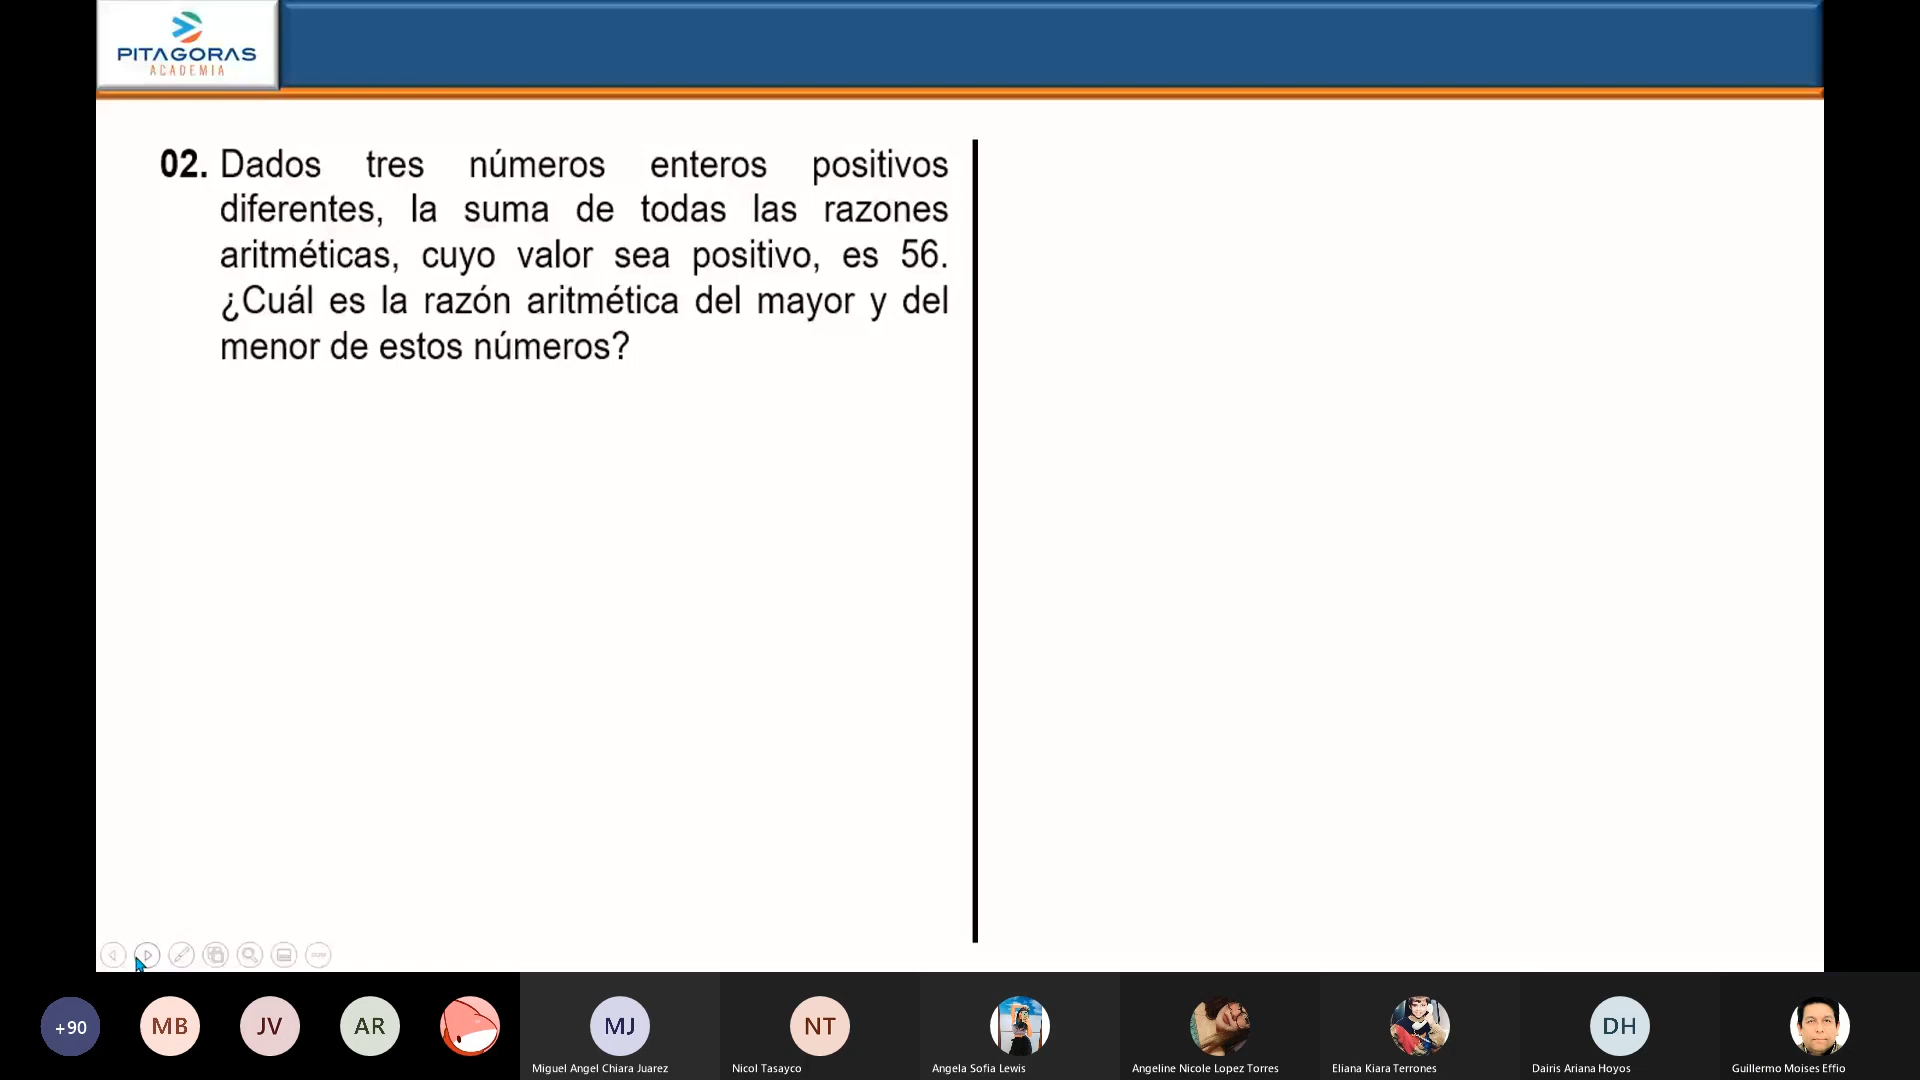 PITAGORAS
ACADEMIA
02. Dados tres números enteros positivos
diferentes, la suma de todas las razones
aritméticas, cuyo valor sea positivo, es 56.
¿Cuál es la razón aritmética del mayor y del
menor de estos números?
+90
MB
JV
AR
MJ
NT
DH
Miguel Angel Chiara Juarez
Nicol Tasayco
Angela Sofia Lewis
Angeline Nicole Lopez Torres
Eliana Kiara Terrones
Dairis Ariana Hoyos
Guillermo Moises Effio